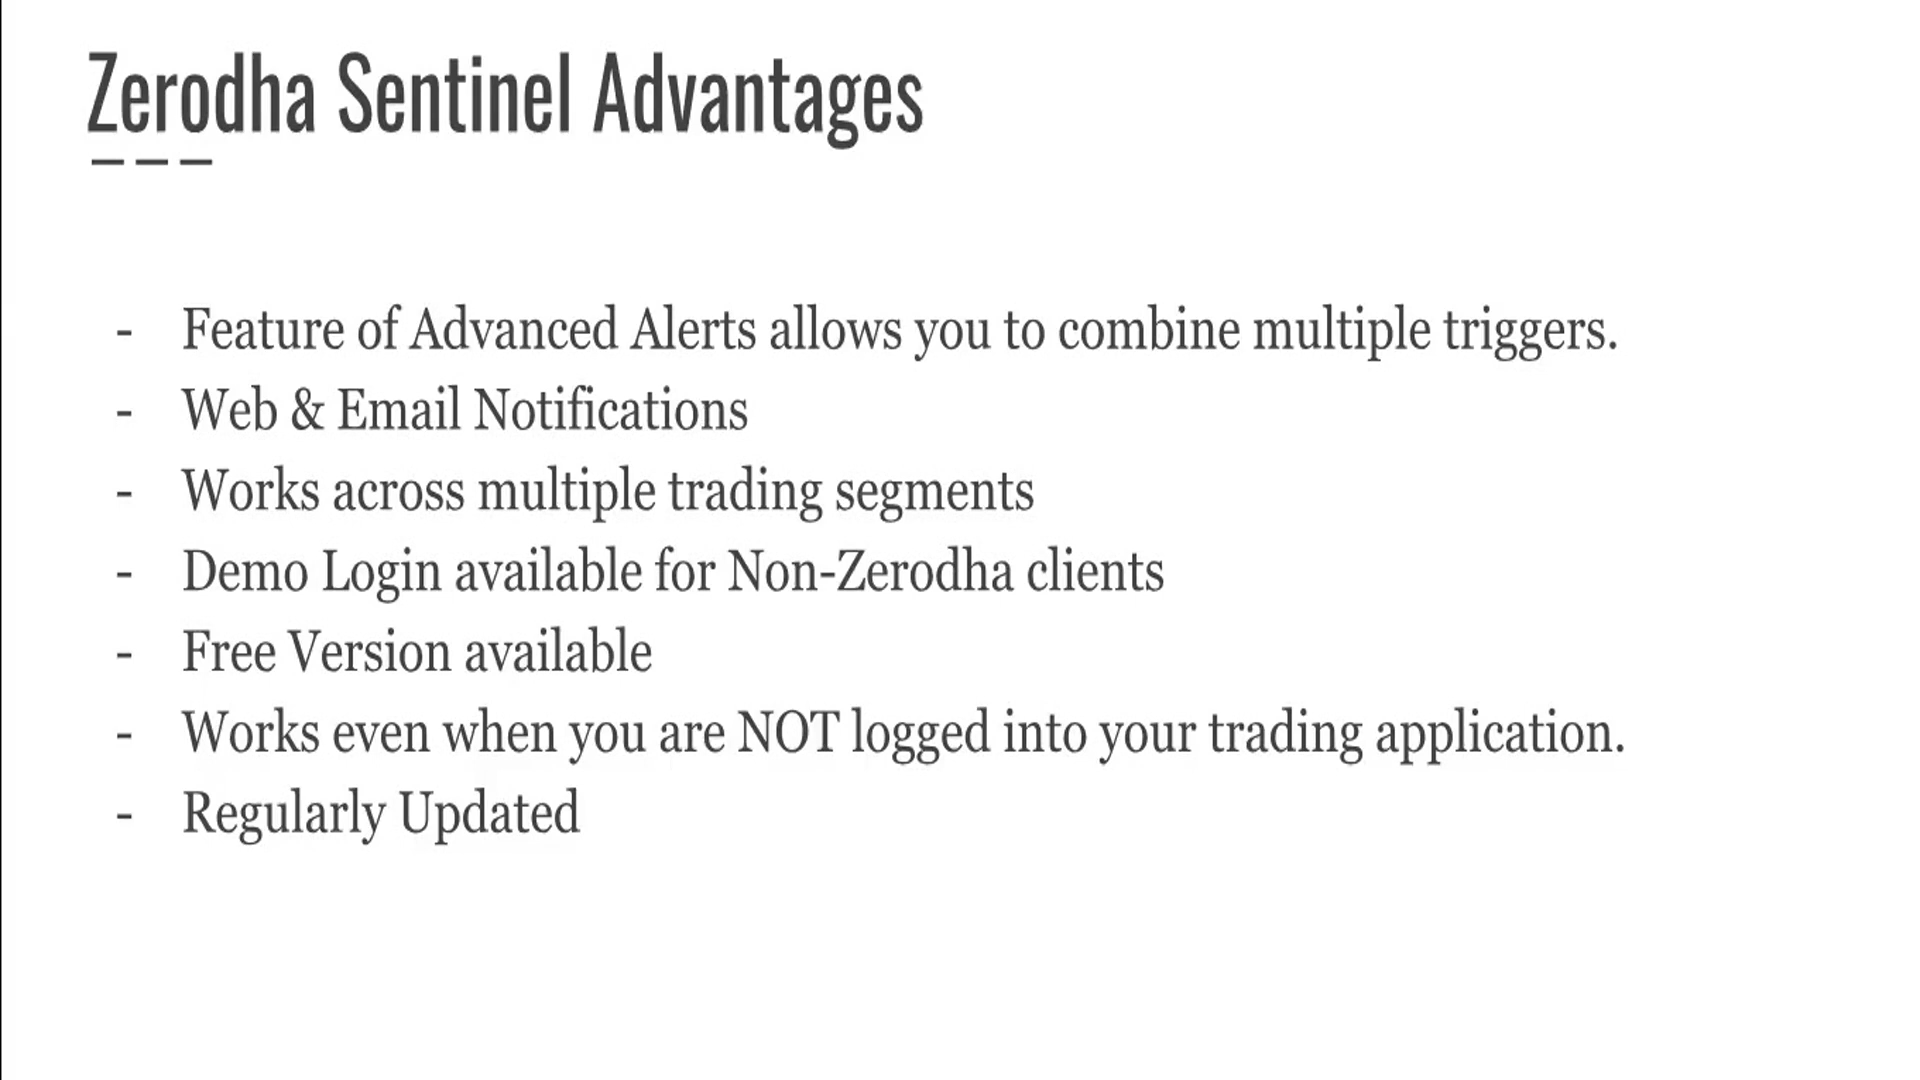 Zerodha Sentinel Advantages
- Feature of Advanced Alerts allows you to combine multiple triggers.
- Web & Email Notifications
- Works across multiple trading segments
- Demo Login available for Non-Zerodha clients
- Free Version available
- Works even when you are NOT logged into your trading application.
- Regularly Updated